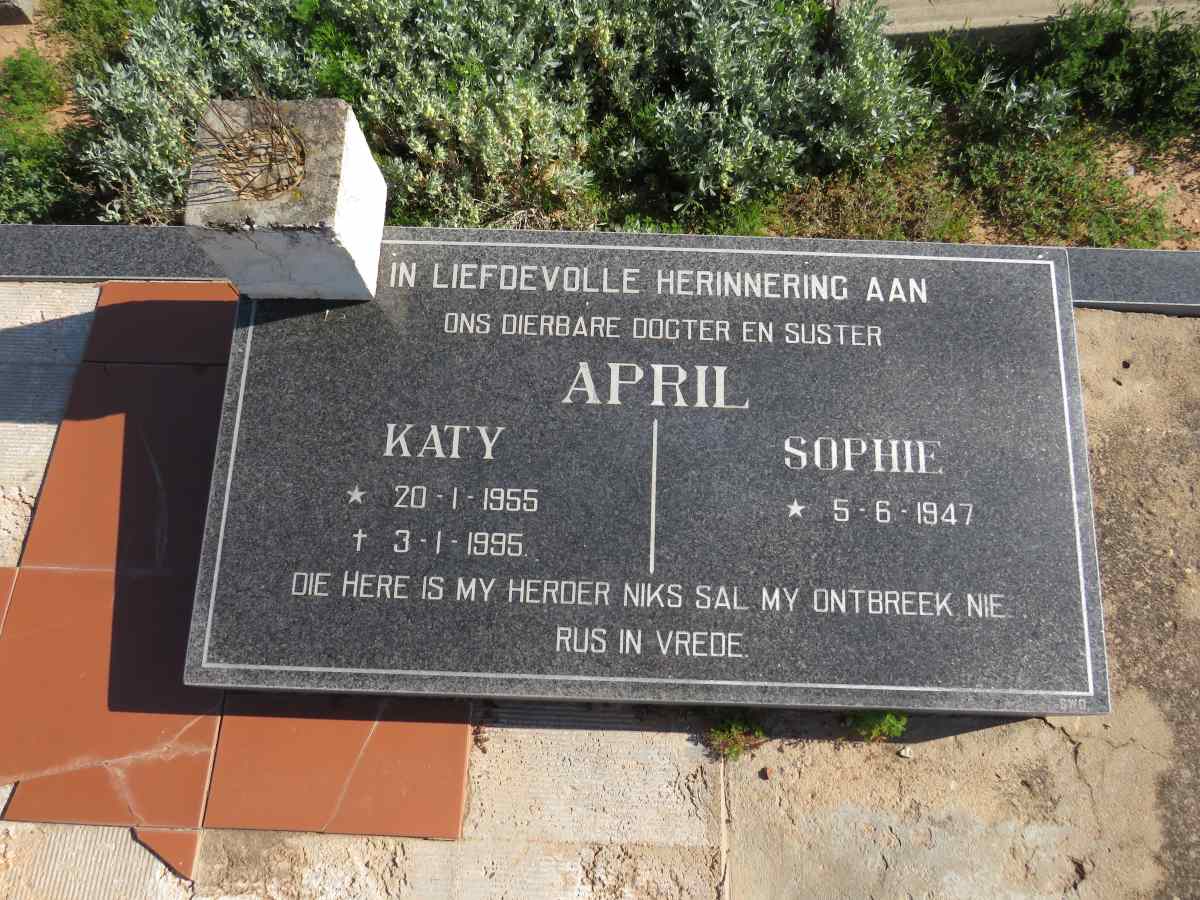 IN LIEFDEVOLLE HERINNERING AAN
ONS DIERBARE DOGTER EN SUSTER
APRIL
KATY
★ 20-1-1955
† 3-1-1995.
SOPHIE
★ 5-6-1947
DIE HERE IS MY HERDER NIKS SAL MY ONTBREEK NIE.
RUS IN VREDE.